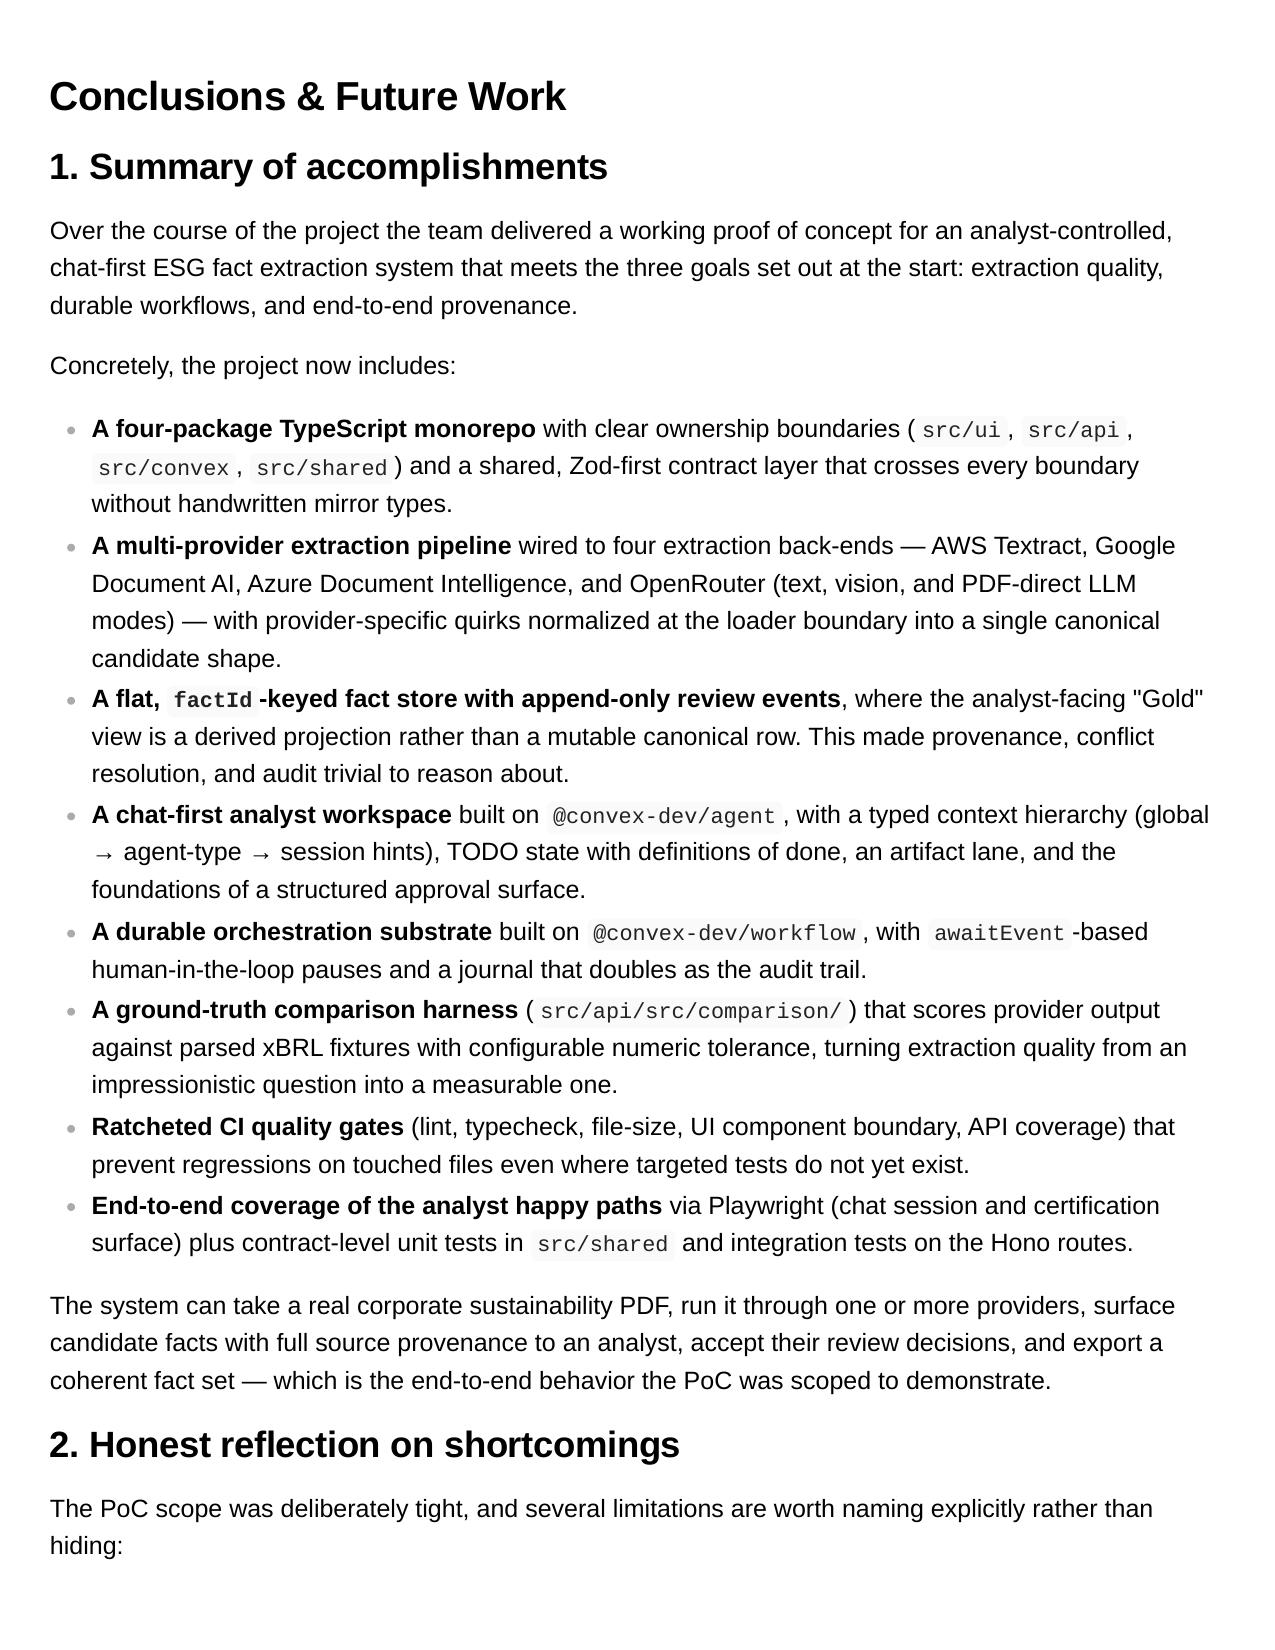 Conclusions & Future Work
1. Summary of accomplishments
Over the course of the project the team delivered a working proof of concept for an analyst-controlled,
chat-first ESG fact extraction system that meets the three goals set out at the start: extraction quality,
durable workflows, and end-to-end provenance.
Concretely, the project now includes:
• A four-package TypeScript monorepo with clear ownership boundaries ( src/ui , src/api ,
src/convex , src/shared ) and a shared, Zod-first contract layer that crosses every boundary
without handwritten mirror types.
• A multi-provider extraction pipeline wired to four extraction back-ends — AWS Textract, Google
Document AI, Azure Document Intelligence, and OpenRouter (text, vision, and PDF-direct LLM
modes) — with provider-specific quirks normalized at the loader boundary into a single canonical
candidate shape.
• A flat, factId -keyed fact store with append-only review events, where the analyst-facing "Gold"
view is a derived projection rather than a mutable canonical row. This made provenance, conflict
resolution, and audit trivial to reason about.
• A chat-first analyst workspace built on @convex-dev/agent , with a typed context hierarchy (global
→ agent-type → session hints), TODO state with definitions of done, an artifact lane, and the
foundations of a structured approval surface.
• A durable orchestration substrate built on @convex-dev/workflow , with awaitEvent -based
human-in-the-loop pauses and a journal that doubles as the audit trail.
• A ground-truth comparison harness ( src/api/src/comparison/ ) that scores provider output
against parsed xBRL fixtures with configurable numeric tolerance, turning extraction quality from an
impressionistic question into a measurable one.
• Ratcheted CI quality gates (lint, typecheck, file-size, UI component boundary, API coverage) that
prevent regressions on touched files even where targeted tests do not yet exist.
• End-to-end coverage of the analyst happy paths via Playwright (chat session and certification
surface) plus contract-level unit tests in src/shared and integration tests on the Hono routes.
The system can take a real corporate sustainability PDF, run it through one or more providers, surface
candidate facts with full source provenance to an analyst, accept their review decisions, and export a
coherent fact set — which is the end-to-end behavior the PoC was scoped to demonstrate.
2. Honest reflection on shortcomings
The PoC scope was deliberately tight, and several limitations are worth naming explicitly rather than
hiding: